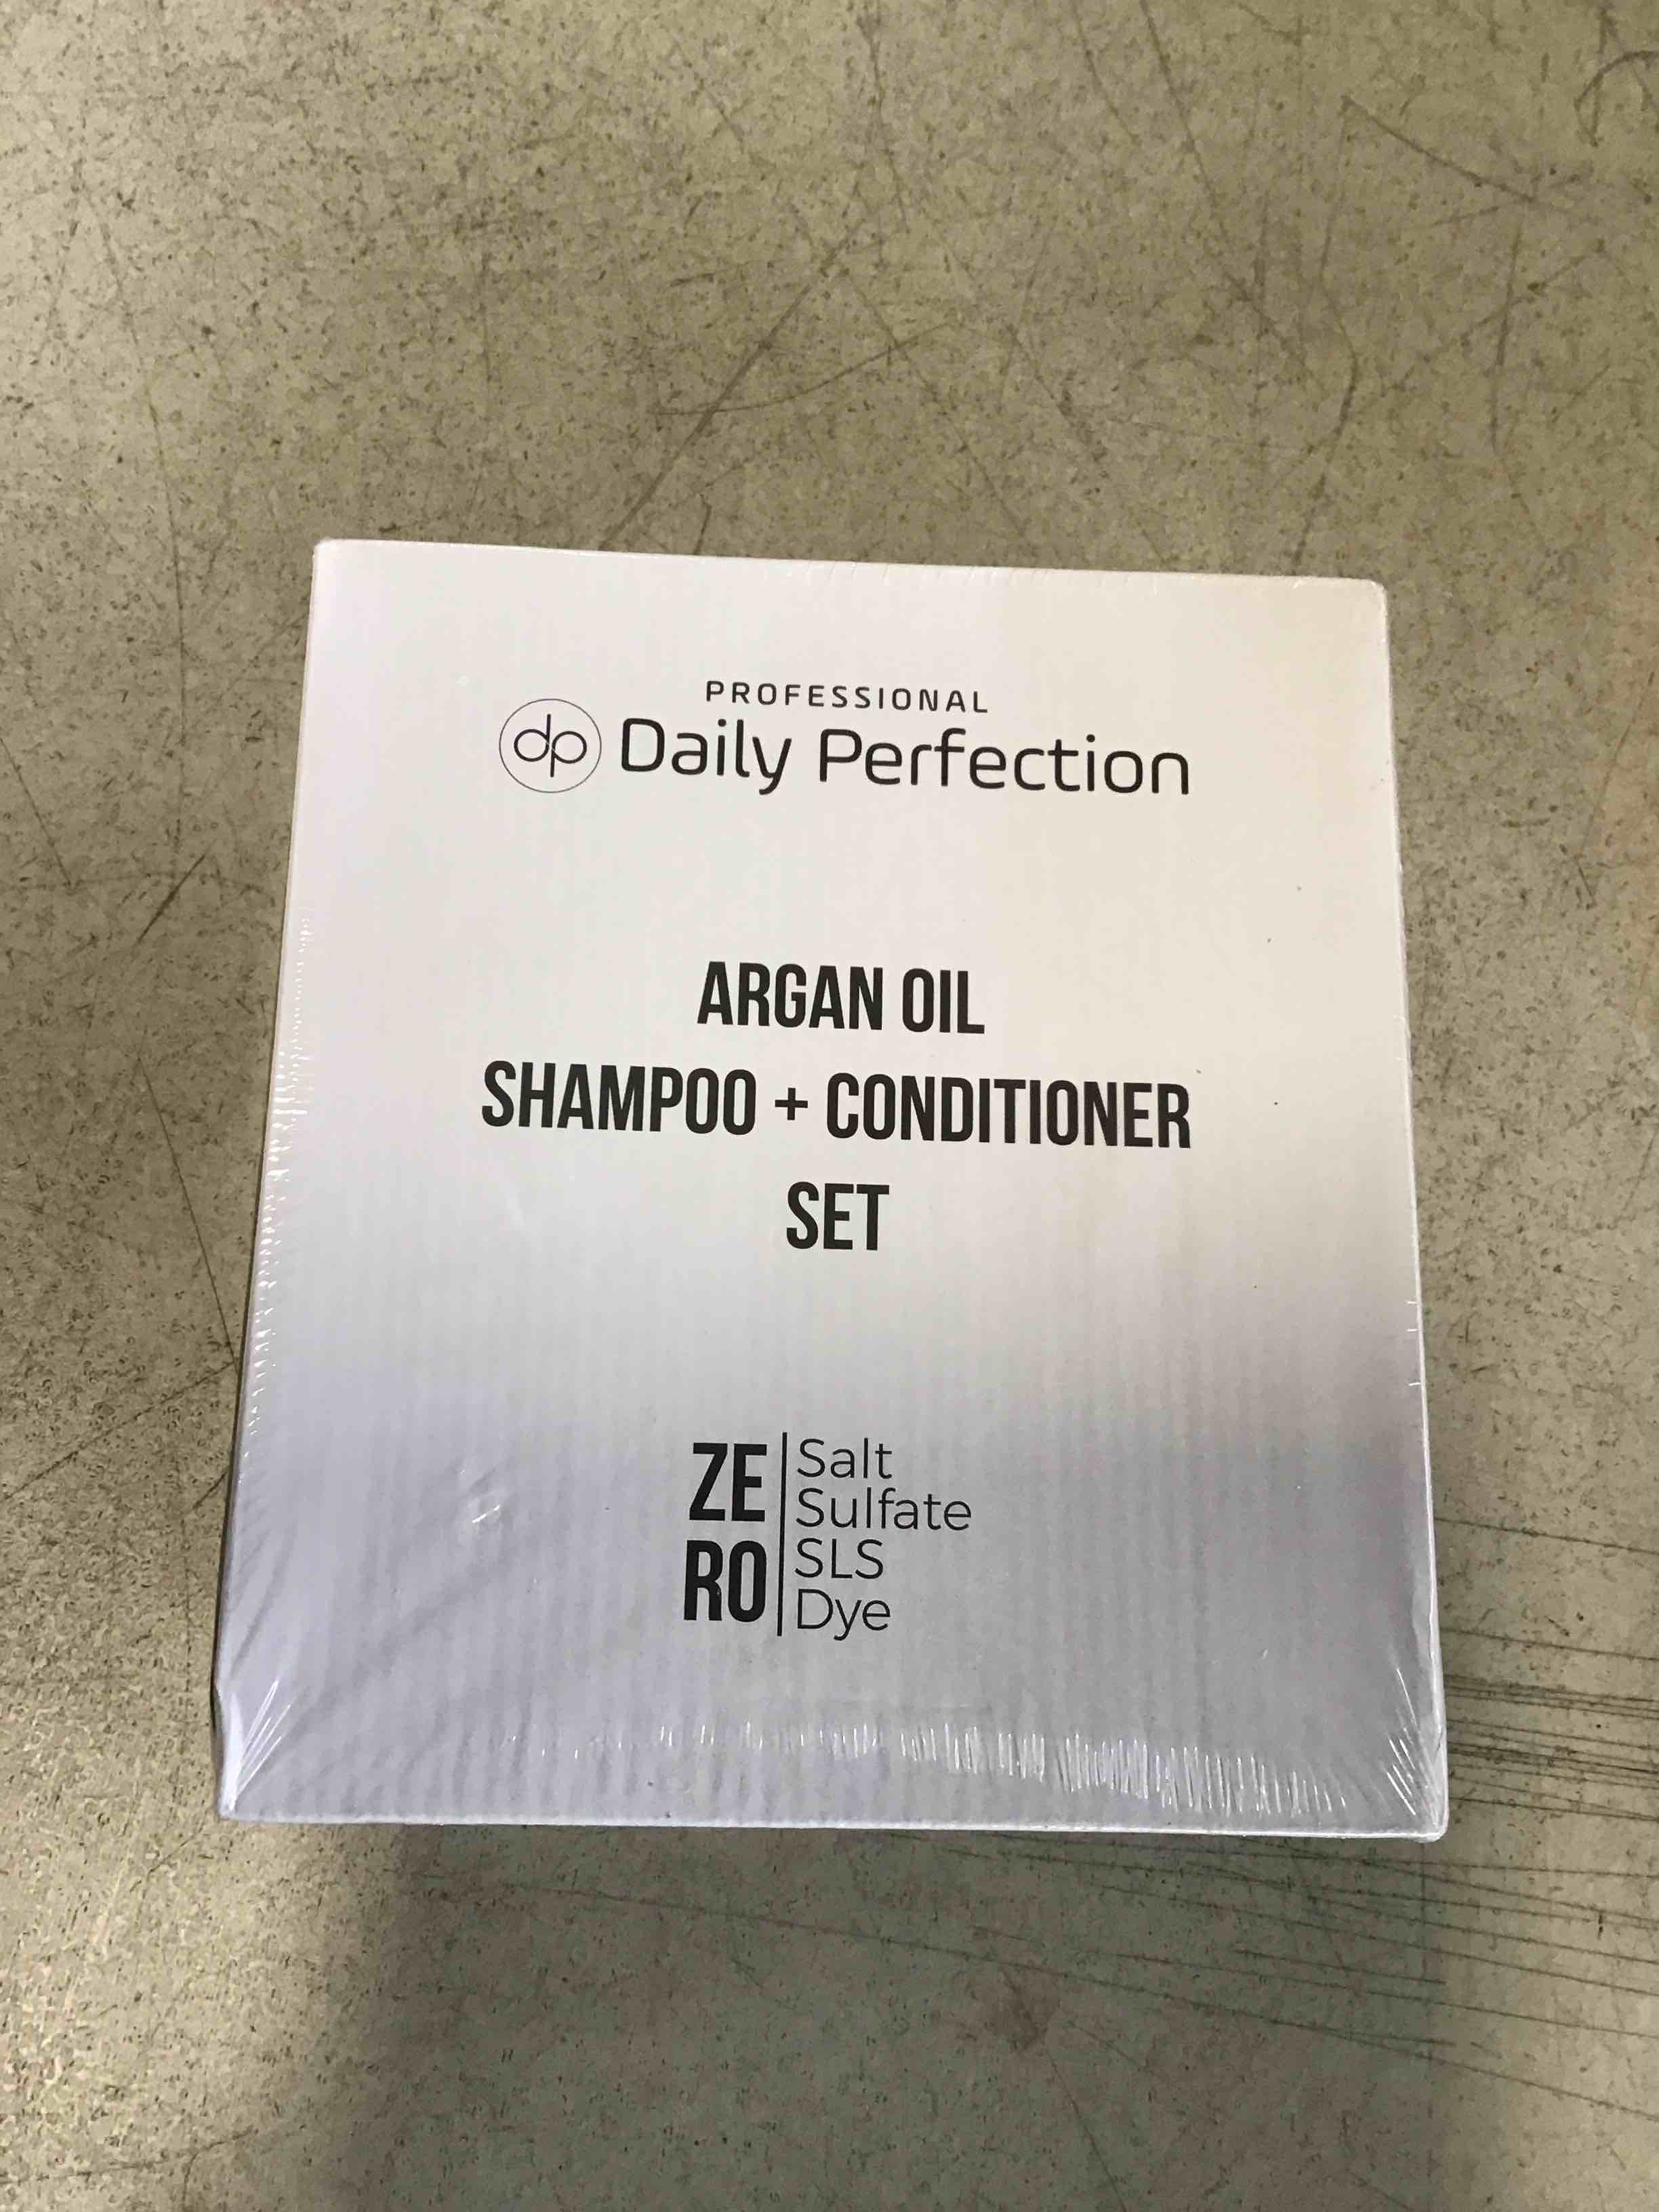 PROFESSIONAL
dp Daily Perfection
ARGAN OIL
SHAMPOO + CONDITIONER
SET
ZE
RO
Salt
Sulfate
SLS
Dye